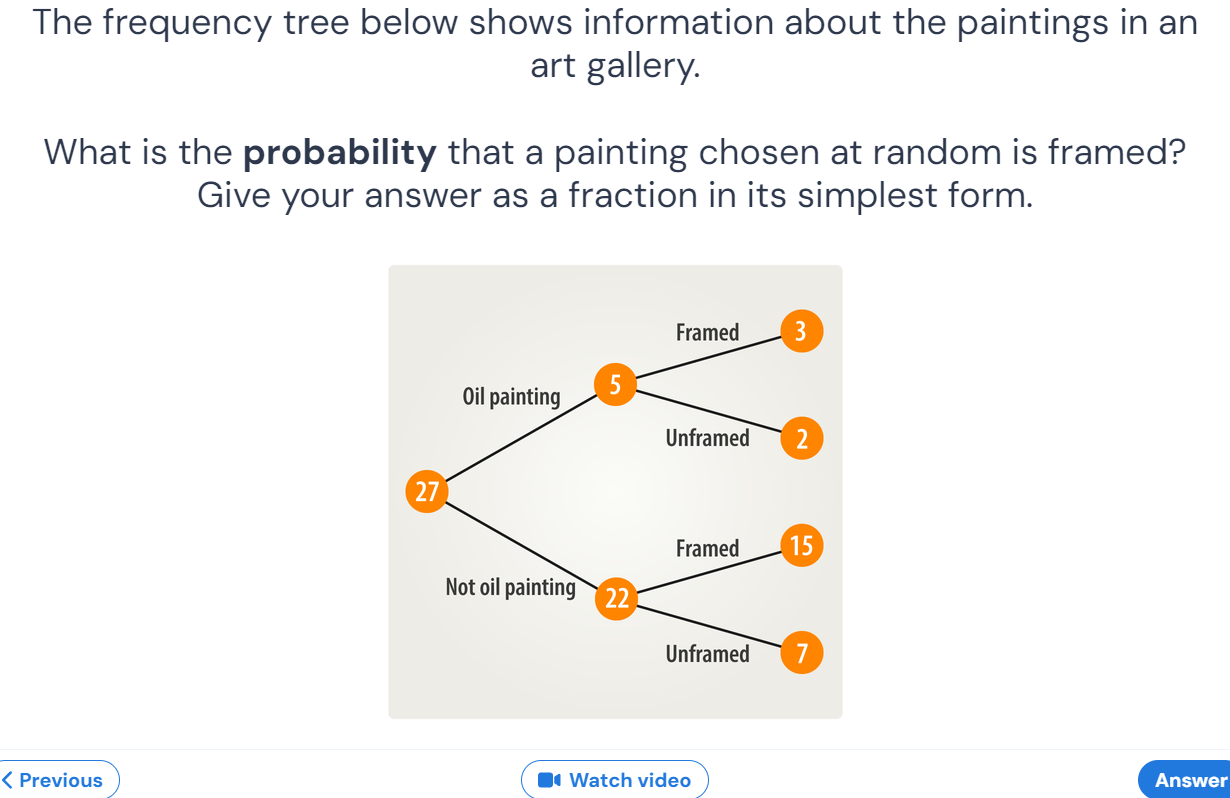 The frequency tree below shows information about the paintings in an
art gallery.
What is the probability that a painting chosen at random is framed?
Give your answer as a fraction in its simplest form.
Framed
3
Oil painting
5
Unframed
2
27
Framed
15
Not oil painting
22
Unframed
7
Previous
Watch video
Answer